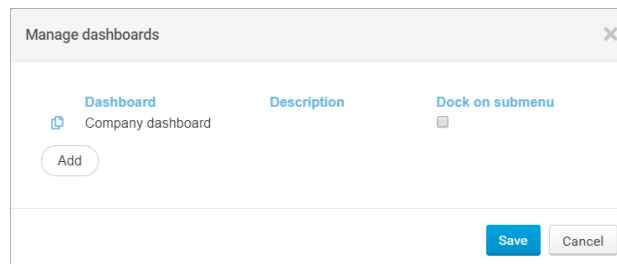 Manage dashboards
Dashboard Description Dock on submenu
Company dashboard
Add
Save Cancel